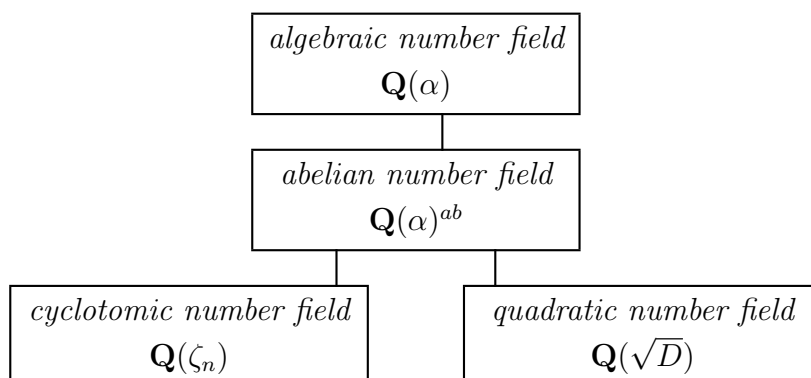 algebraic number field
Q(α)
abelian number field
Q(α)^{ab}
cyclotomic number field
Q(ζ_n)
quadratic number field
Q(√D)